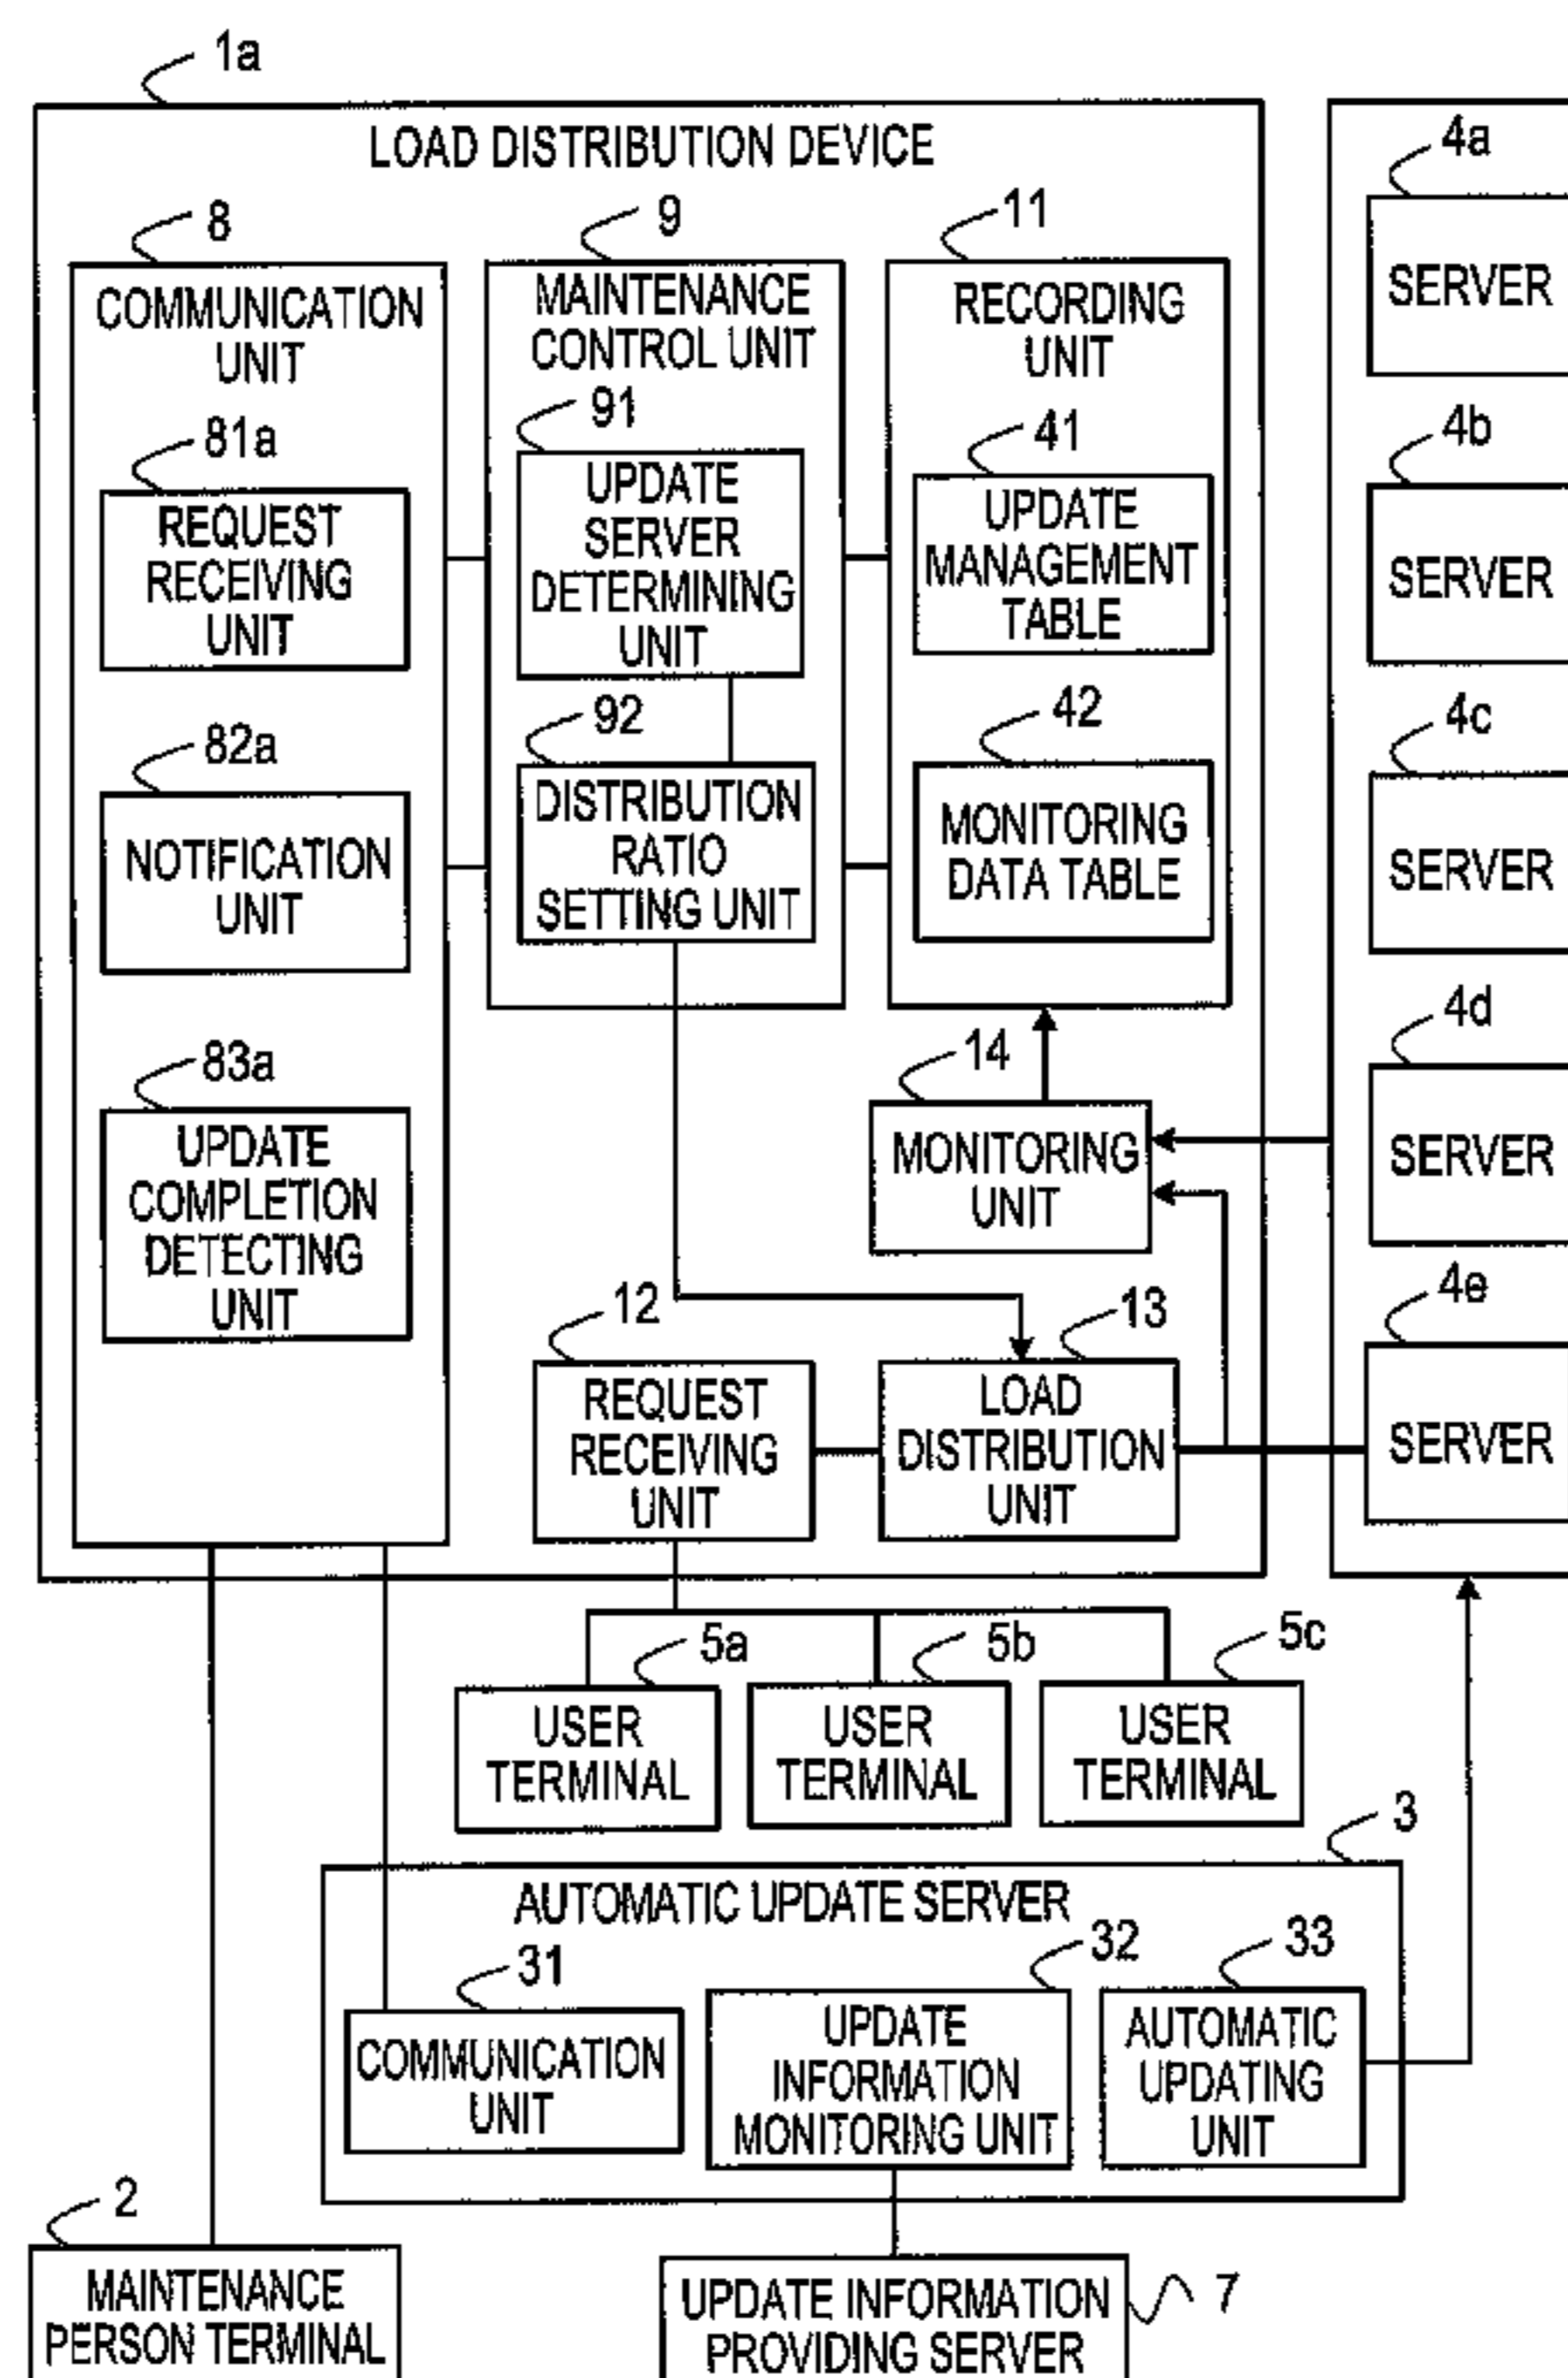 1a
LOAD DISTRIBUTION DEVICE
8
COMMUNICATION
UNIT
81a
REQUEST
RECEIVING
UNIT
82a
NOTIFICATION
UNIT
83a
UPDATE
COMPLETION
DETECTING
UNIT
9
MAINTENANCE
CONTROL UNIT
91
UPDATE
SERVER
DETERMINING
UNIT
92
DISTRIBUTION
RATIO
SETTING UNIT
11
RECORDING
UNIT
41
UPDATE
MANAGEMENT
TABLE
42
MONITORING
DATA TABLE
14
MONITORING
UNIT
12
REQUEST
RECEIVING
UNIT
13
LOAD
DISTRIBUTION
UNIT
4a
SERVER
4b
SERVER
4c
SERVER
4d
SERVER
4e
SERVER
5a
USER
TERMINAL
5b
USER
TERMINAL
5c
USER
TERMINAL
3
AUTOMATIC UPDATE SERVER
31
COMMUNICATION
UNIT
32
UPDATE
INFORMATION
MONITORING UNIT
33
AUTOMATIC
UPDATING
UNIT
2
MAINTENANCE
PERSON TERMINAL
7
UPDATE INFORMATION
PROVIDING SERVER